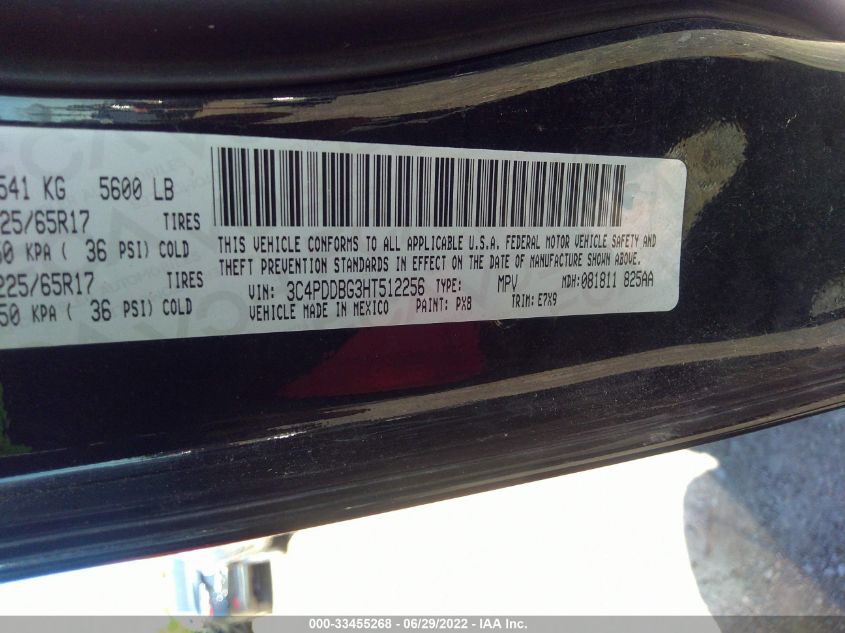 541 KG 5600 LB
225/65R17 TIRES
50 KPA ( 36 PSI) COLD
225/65R17 TIRES
50 KPA ( 36 PSI) COLD
THIS VEHICLE CONFORMS TO ALL APPLICABLE U.S.A. FEDERAL MOTOR VEHICLE SAFETY AND
THEFT PREVENTION STANDARDS IN EFFECT ON THE DATE OF MANUFACTURE SHOWN ABOVE.
VIN: 3C4PDDBG3HT512256 TYPE: MPV MDH:081811 825AA
VEHICLE MADE IN MEXICO PAINT: PX8 TRIM: E7X9
000-33455268 - 06/29/2022 - IAA Inc.